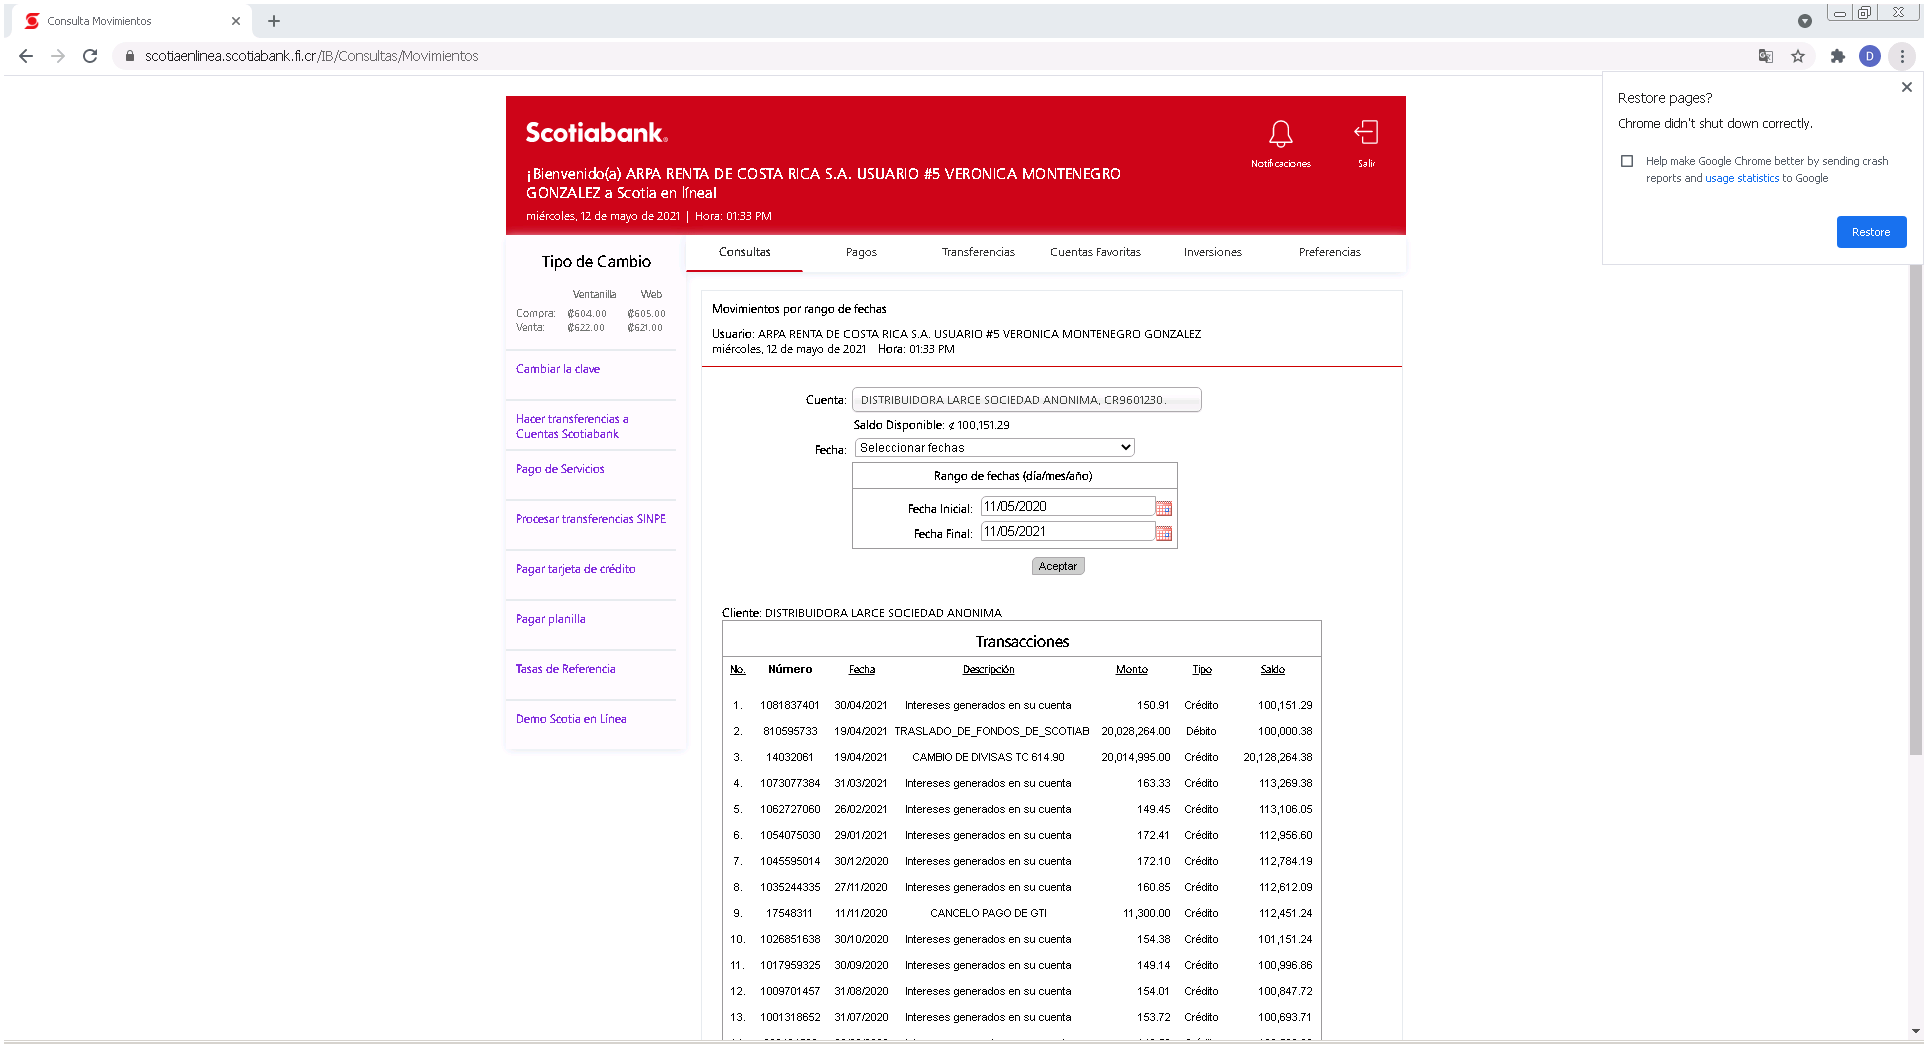 Consulta Movimientos
scotiaenlinea.scotiabank.fi.cr/IB/Consultas/Movimientos
D
Restore pages?
Chrome didn't shut down correctly.
Help make Google Chrome better by sending crash
reports and usage statistics to Google
Restore
Scotiabank
Notificaciones
Salir
¡Bienvenido(a) ARPA RENTA DE COSTA RICA S.A. USUARIO #5 VERONICA MONTENEGRO
GONZALEZ a Scotia en línea!
miércoles, 12 de mayo de 2021 | Hora: 01:33 PM
Tipo de Cambio
Ventanilla Web
Compra: ₡604.00 ₡605.00
Venta: ₡622.00 ₡621.00
Cambiar la clave
Hacer transferencias a
Cuentas Scotiabank
Pago de Servicios
Procesar transferencias SINPE
Pagar tarjeta de crédito
Pagar planilla
Tasas de Referencia
Demo Scotia en Línea
Consultas Pagos Transferencias Cuentas Favoritas Inversiones Preferencias
Movimientos por rango de fechas
Usuario: ARPA RENTA DE COSTA RICA S.A. USUARIO #5 VERONICA MONTENEGRO GONZALEZ
miércoles, 12 de mayo de 2021 Hora: 01:33 PM
Cuenta: DISTRIBUIDORA LARCE SOCIEDAD ANONIMA, CR9601230.
Saldo Disponible: ¢ 100,151.29
Fecha: Seleccionar fechas
Rango de fechas (día/mes/año)
Fecha Inicial: 11/05/2020
Fecha Final: 11/05/2021
Aceptar
Cliente: DISTRIBUIDORA LARCE SOCIEDAD ANONIMA
Transacciones
No. Número Fecha Descripción Monto Tipo Saldo
1. 1081837401 30/04/2021 Intereses generados en su cuenta 150.91 Crédito 100,151.29
2. 810595733 19/04/2021 TRASLADO_DE_FONDOS_DE_SCOTIAB 20,028,264.00 Débito 100,000.38
3. 14032061 19/04/2021 CAMBIO DE DIVISAS TC 614.90 20,014,995.00 Crédito 20,128,264.38
4. 1073077384 31/03/2021 Intereses generados en su cuenta 163.33 Crédito 113,269.38
5. 1062727060 26/02/2021 Intereses generados en su cuenta 149.45 Crédito 113,106.05
6. 1054075030 29/01/2021 Intereses generados en su cuenta 172.41 Crédito 112,956.60
7. 1045595014 30/12/2020 Intereses generados en su cuenta 172.10 Crédito 112,784.19
8. 1035244335 27/11/2020 Intereses generados en su cuenta 160.85 Crédito 112,612.09
9. 17548311 11/11/2020 CANCELO PAGO DE GTI 11,300.00 Crédito 112,451.24
10. 1026851638 30/10/2020 Intereses generados en su cuenta 154.38 Crédito 101,151.24
11. 1017959325 30/09/2020 Intereses generados en su cuenta 149.14 Crédito 100,996.86
12. 1009701457 31/08/2020 Intereses generados en su cuenta 154.01 Crédito 100,847.72
13. 1001318652 31/07/2020 Intereses generados en su cuenta 153.72 Crédito 100,693.71